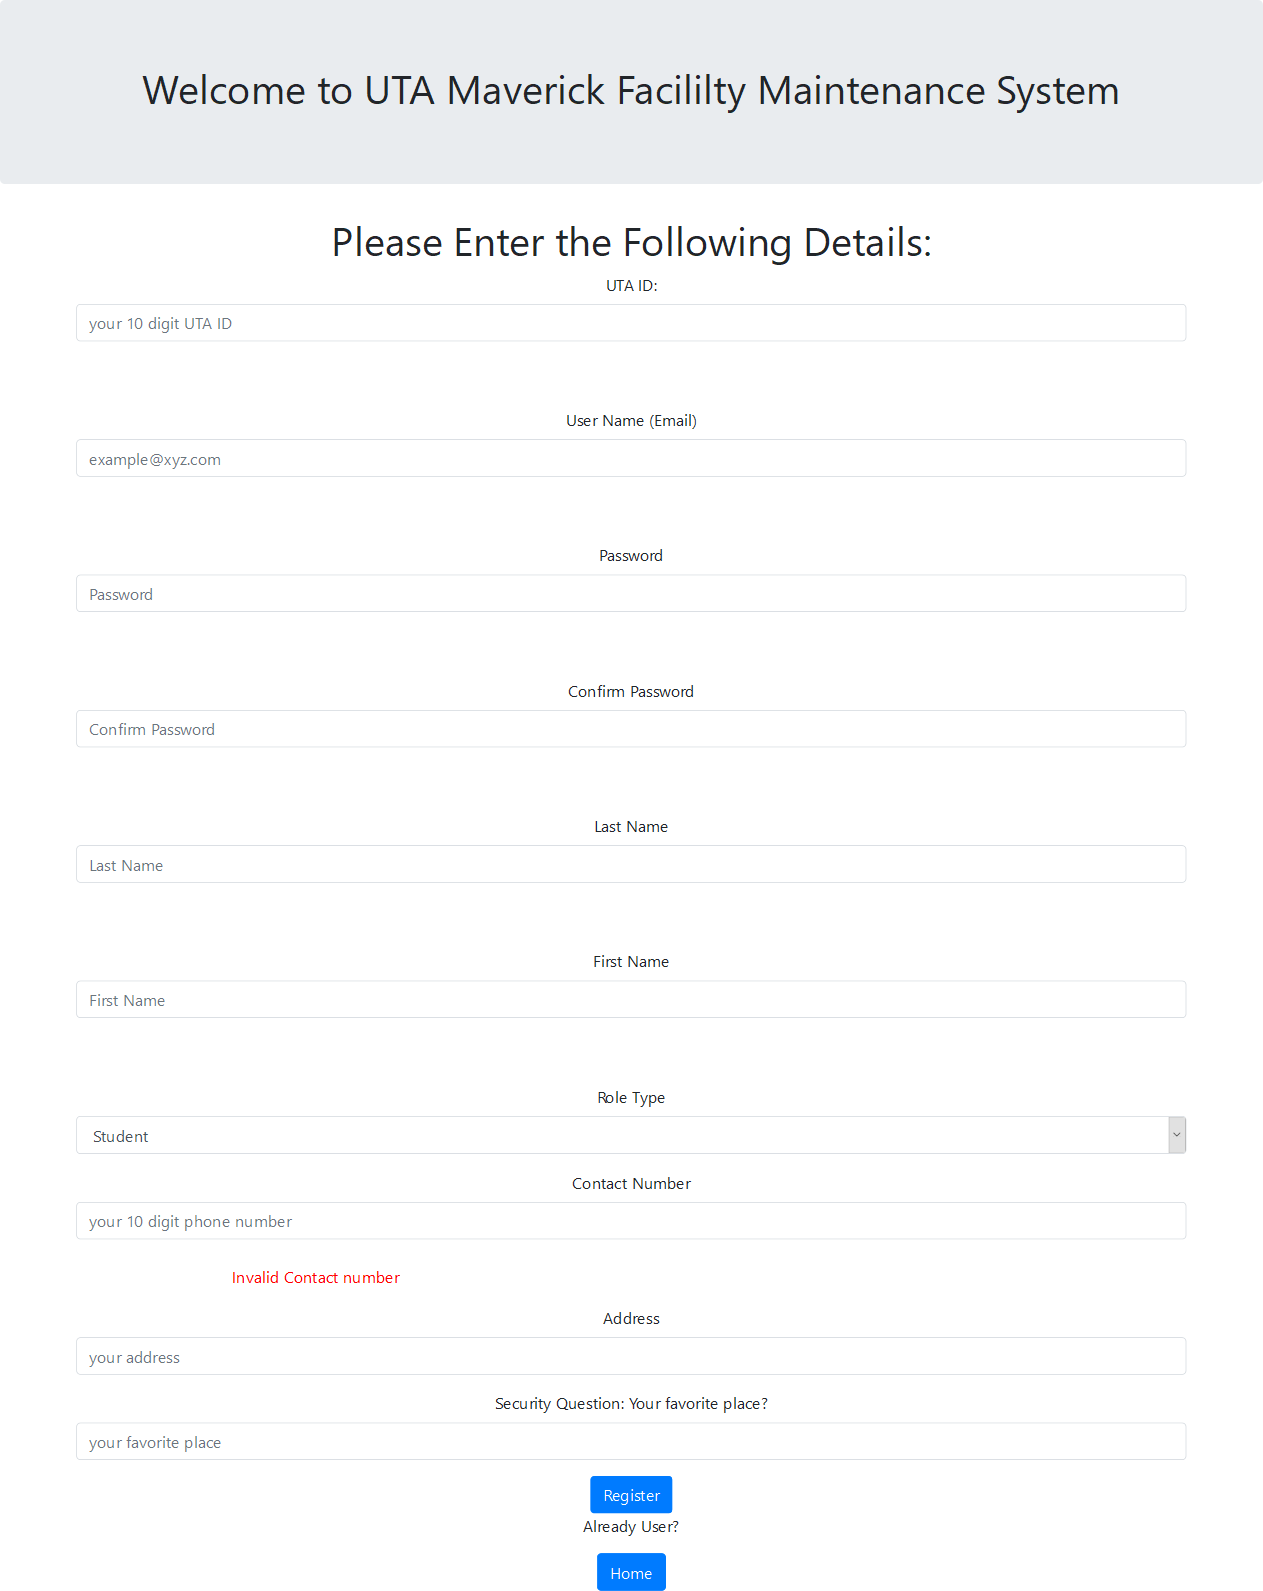 Welcome to UTA Maverick Facililty Maintenance System
Please Enter the Following Details:
UTA ID:
your 10 digit UTA ID
User Name (Email)
example@xyz.com
Password
Password
Confirm Password
Confirm Password
Last Name
Last Name
First Name
First Name
Role Type
Student
Contact Number
your 10 digit phone number
Invalid Contact number
Address
your address
Security Question: Your favorite place?
your favorite place
Register
Already User?
Home